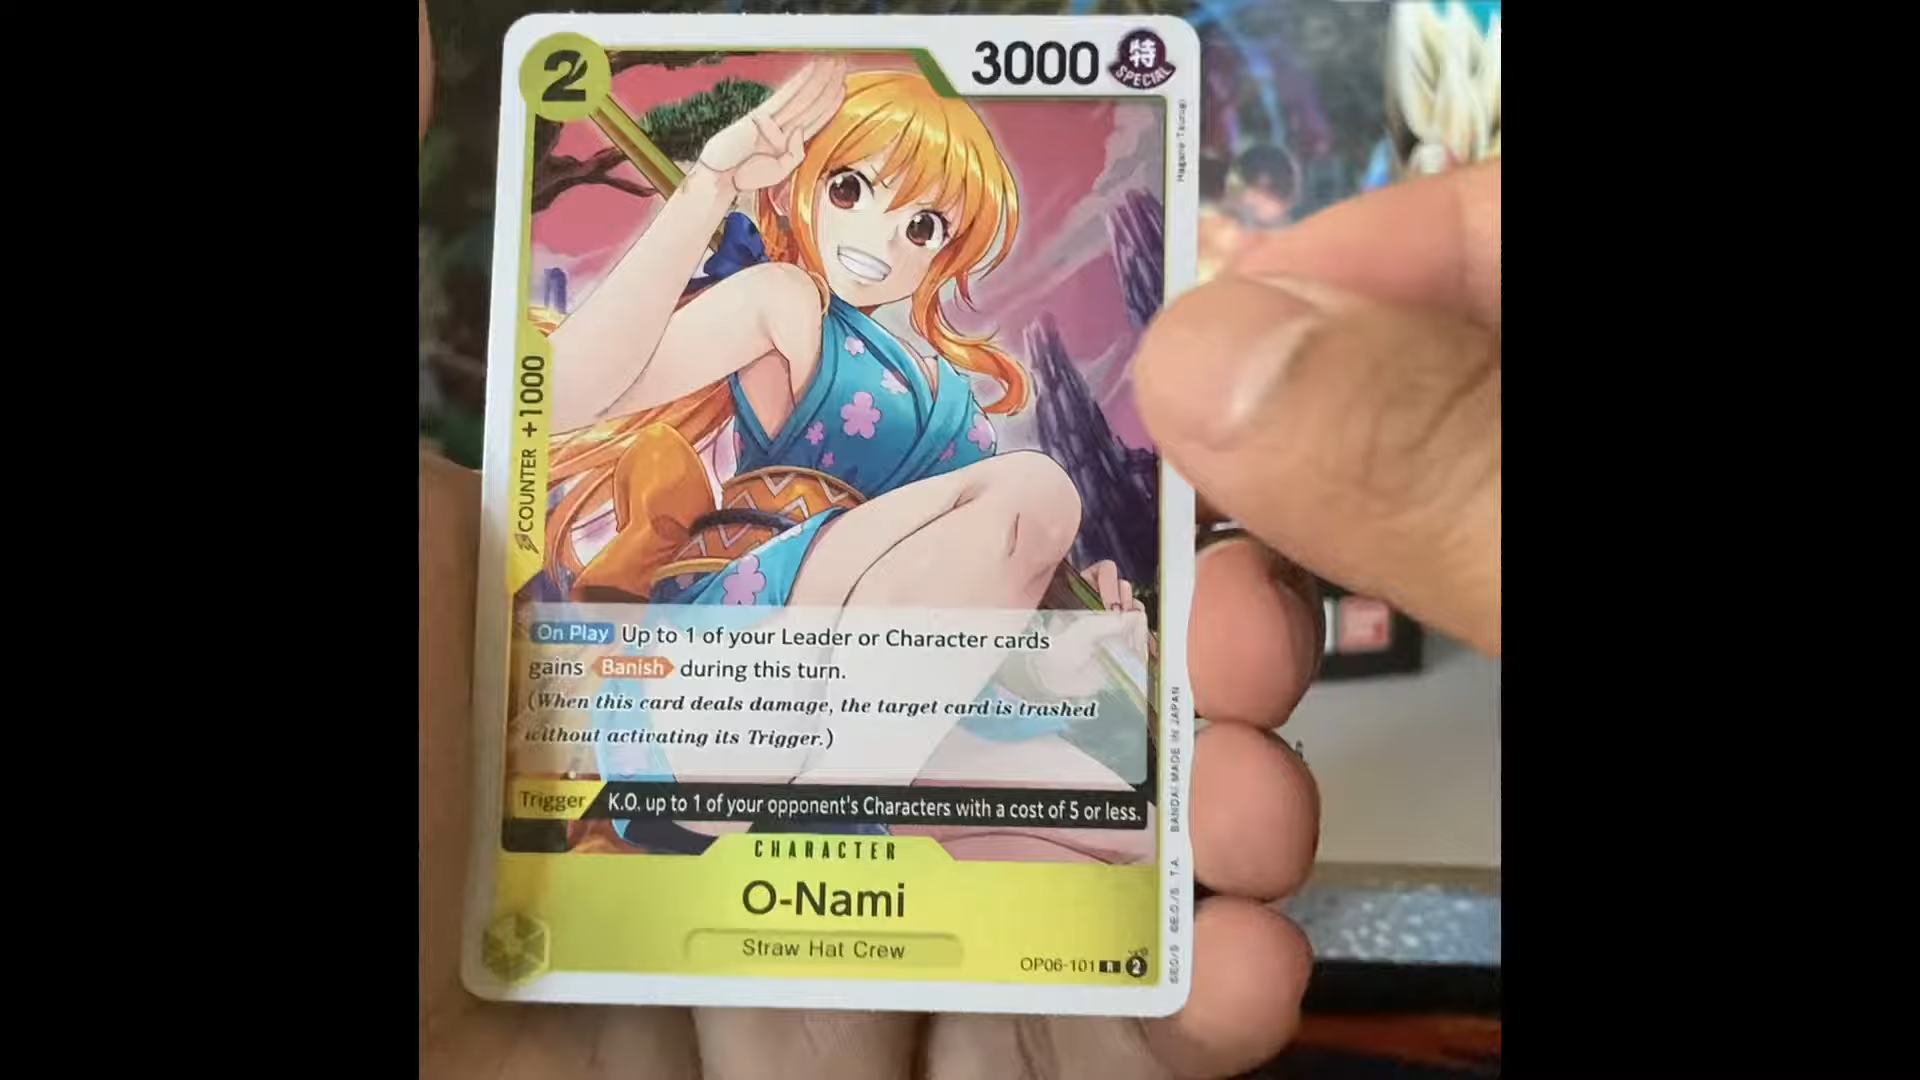 2
3000
特
SPECIAL
Hagane Tsurugi
COUNTER +1000
On Play Up to 1 of your Leader or Character cards
gains Banish during this turn.
(When this card deals damage, the target card is trashed
without activating its Trigger.)
Trigger K.O. up to 1 of your opponent's Characters with a cost of 5 or less.
CHARACTER
O-Nami
Straw Hat Crew
OP06-101 R 2
BANDAI MADE IN JAPAN